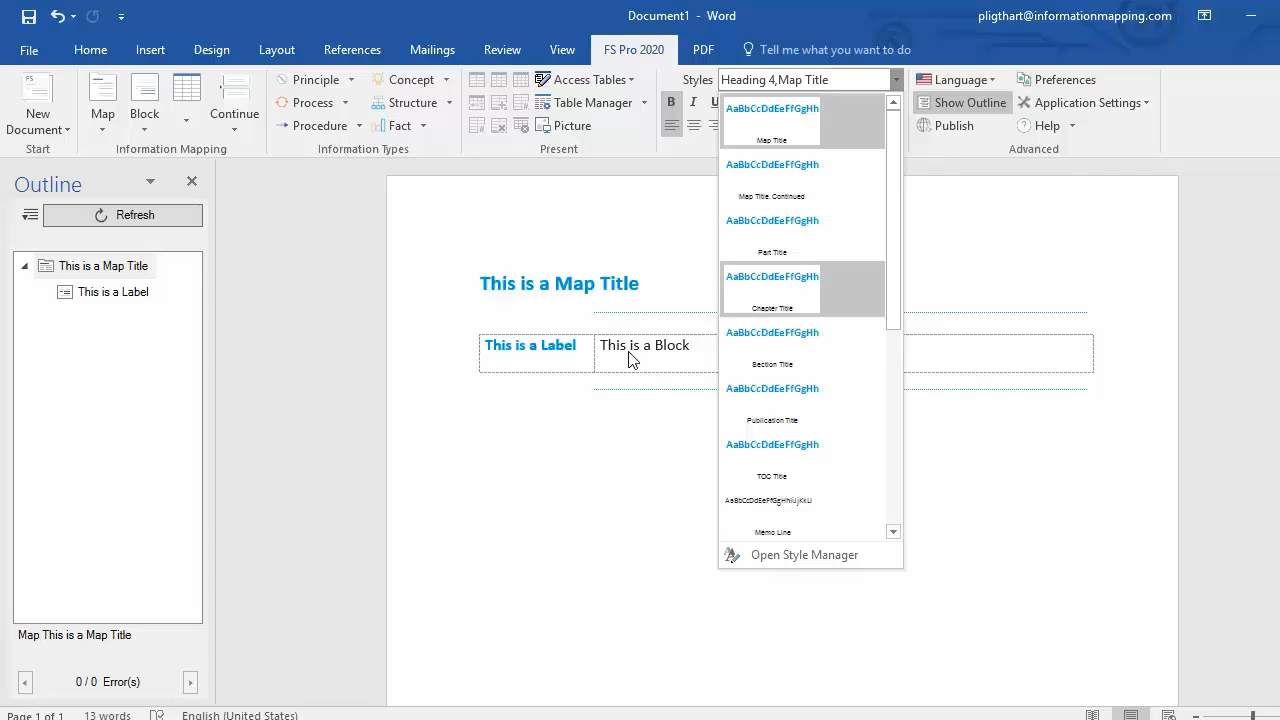 Document1 - Word
pligthart@informationmapping.com
File
Home
Insert
Design
Layout
References
Mailings
Review
View
FS Pro 2020
PDF
Tell me what you want to do
New Document
Start
Map
Block
Continue
Information Mapping
Principle
Process
Procedure
Concept
Structure
Fact
Information Types
Access Tables
Table Manager
Picture
Present
Styles
Heading 4,Map Title
B I U
Language
Show Outline
Publish
Preferences
Application Settings
Help
Advanced
AaBbCcDdEeFfGgHh
Map Title
AaBbCcDdEeFfGgHh
Map Title. Continued
AaBbCcDdEeFfGgHh
Part Title
AaBbCcDdEeFfGgHh
Chapter Title
AaBbCcDdEeFfGgHh
Section Title
AaBbCcDdEeFfGgHh
Publication Title
AaBbCcDdEeFfGgHh
TOC Title
AaBbCcDdEeFfGgHhIiJjKkLl
Memo Line
Open Style Manager
Outline
Refresh
This is a Map Title
This is a Label
Map This is a Map Title
0 / 0 Error(s)
This is a Map Title
This is a Label
This is a Block
Page 1 of 1
13 words
English (United States)